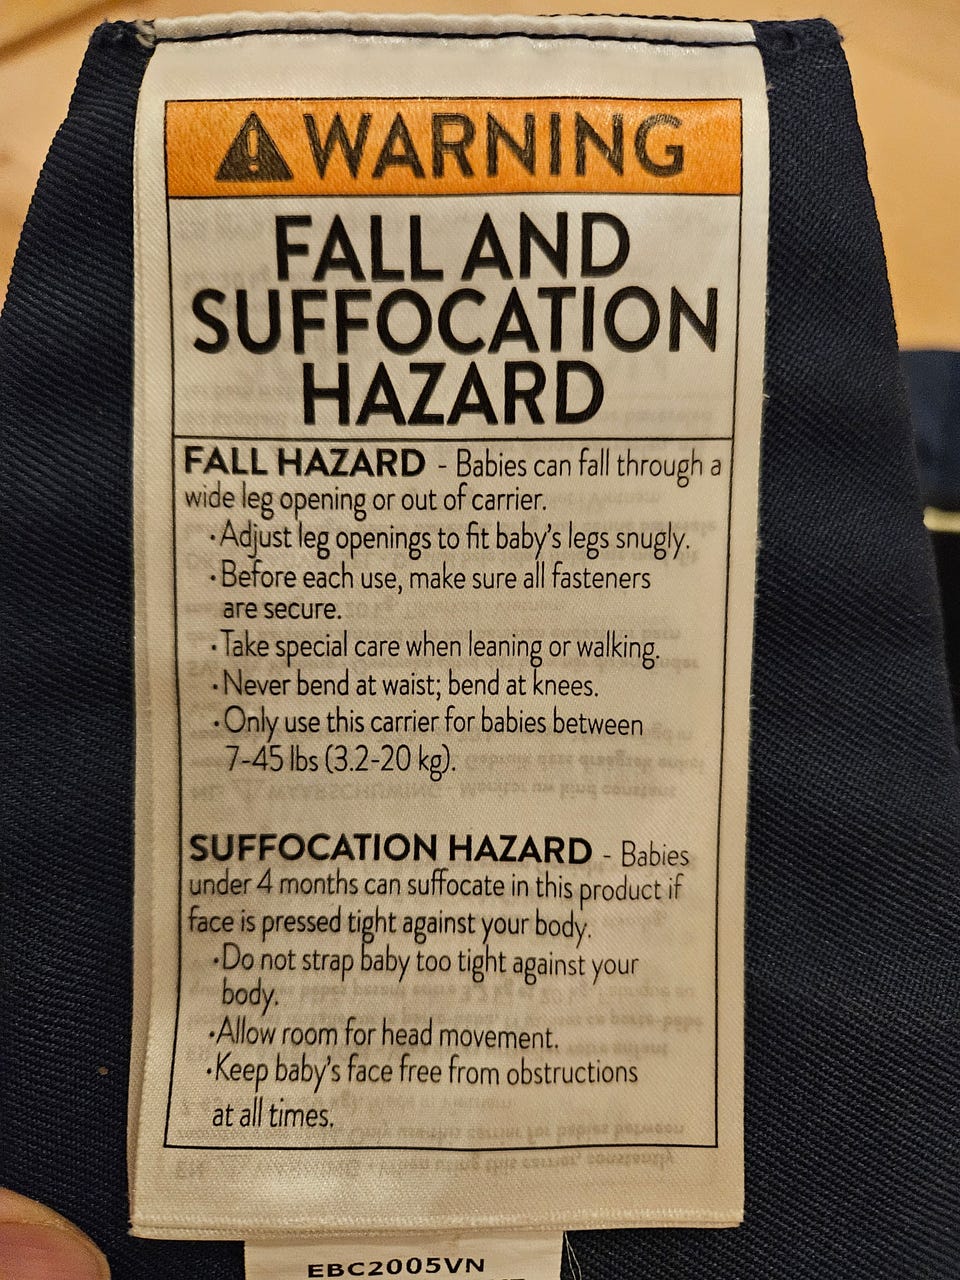 WARNING
FALL AND
SUFFOCATION
HAZARD
FALL HAZARD - Babies can fall through a
wide leg opening or out of carrier.
·Adjust leg openings to fit baby's legs snugly.
·Before each use, make sure all fasteners
are secure.
·Take special care when leaning or walking.
·Never bend at waist; bend at knees.
·Only use this carrier for babies between
7-45 lbs (3.2-20 kg).
SUFFOCATION HAZARD - Babies
under 4 months can suffocate in this product if
face is pressed tight against your body.
·Do not strap baby too tight against your
body.
·Allow room for head movement.
·Keep baby's face free from obstructions
at all times.
EBC2005VN